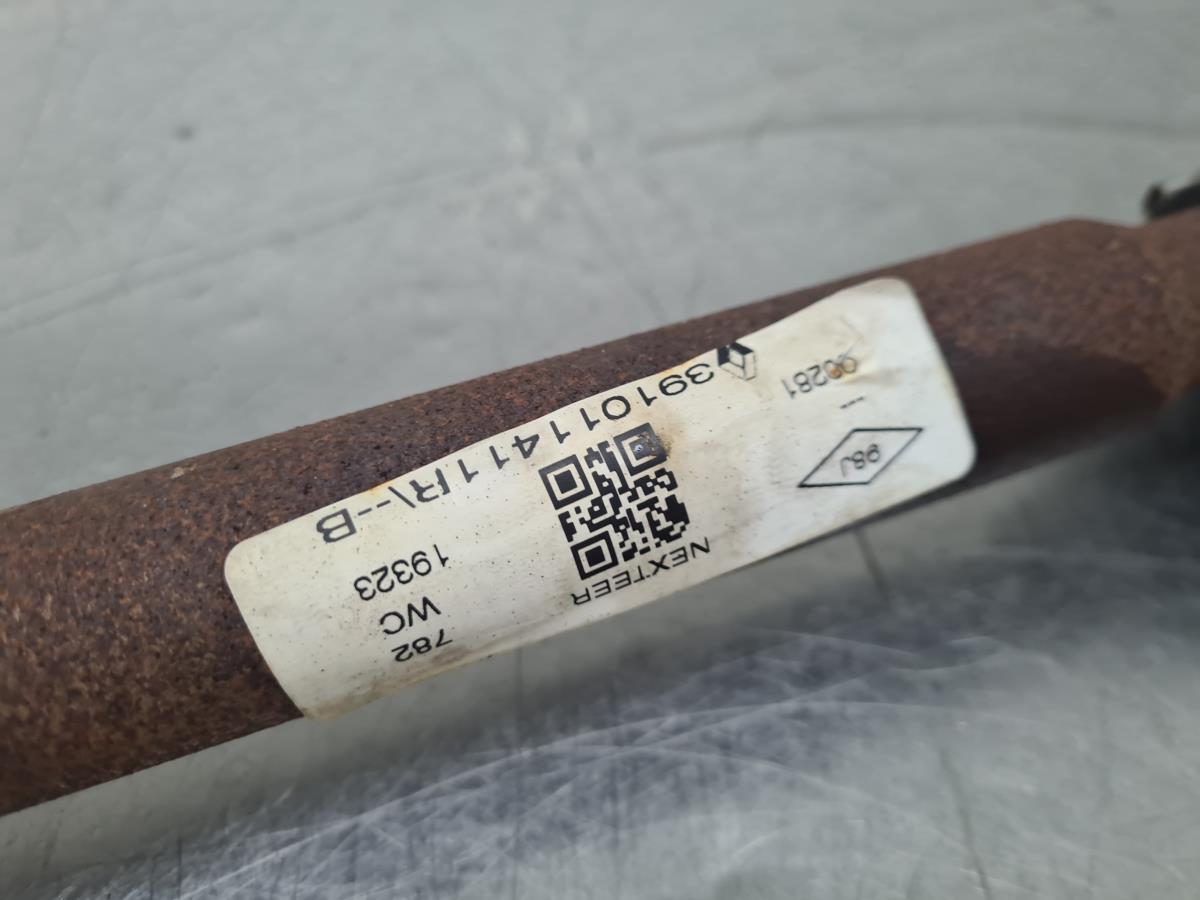 391011411R\--B
19323
WC
782
NEXTEER
00281
--
98J